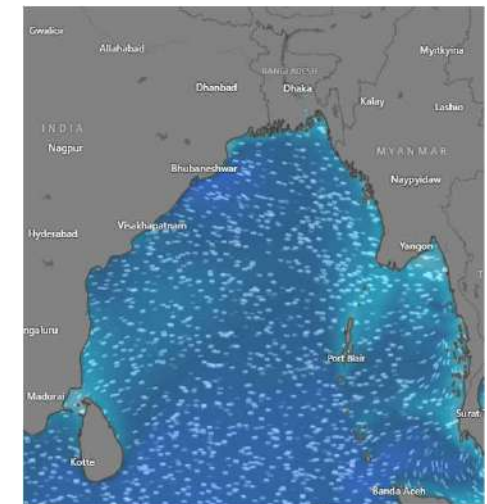 Gwalior
Allahabad
Myitkyina
BANGLADESH
Dhanbad
Dhaka
Kalay
Lashio
INDIA
Nagpur
MYANMAR
Bhubaneshwar
Naypyidaw
Visakhapatnam
Hyderabad
Yangon
ngaluru
Port Blair
Madurai
Surat T
Kotte
Banda Aceh